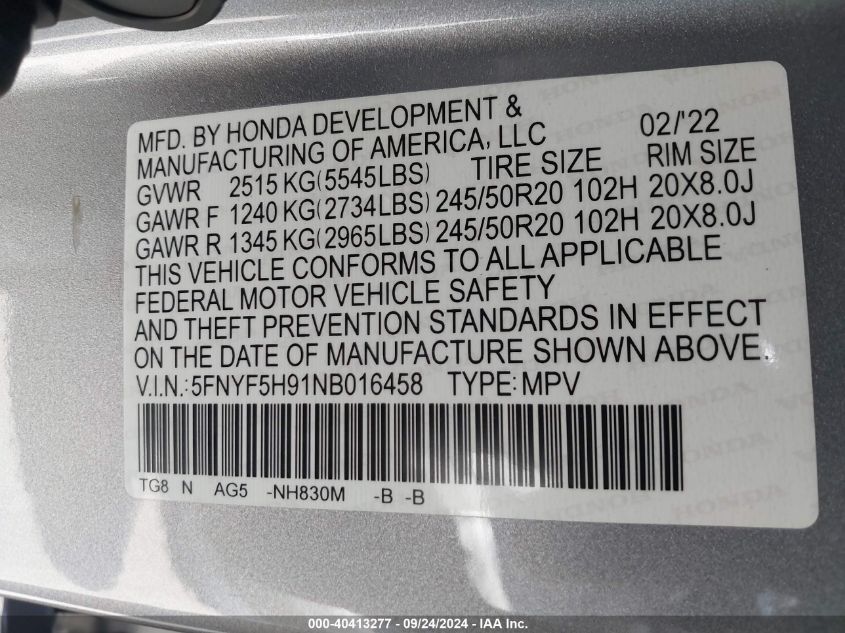 MFD. BY HONDA DEVELOPMENT & 02/'22
MANUFACTURING OF AMERICA, LLC
GVWR 2515 KG(5545LBS) TIRE SIZE RIM SIZE
GAWR F 1240 KG(2734LBS) 245/50R20 102H 20X8.0J
GAWR R 1345 KG(2965LBS) 245/50R20 102H 20X8.0J
THIS VEHICLE CONFORMS TO ALL APPLICABLE
FEDERAL MOTOR VEHICLE SAFETY
AND THEFT PREVENTION STANDARDS IN EFFECT
ON THE DATE OF MANUFACTURE SHOWN ABOVE.
V.I.N.:5FNYF5H91NB016458 TYPE:MPV
TG8 N AG5 -NH830M -B -B
000-40413277 - 09/24/2024 - © IAA Inc.